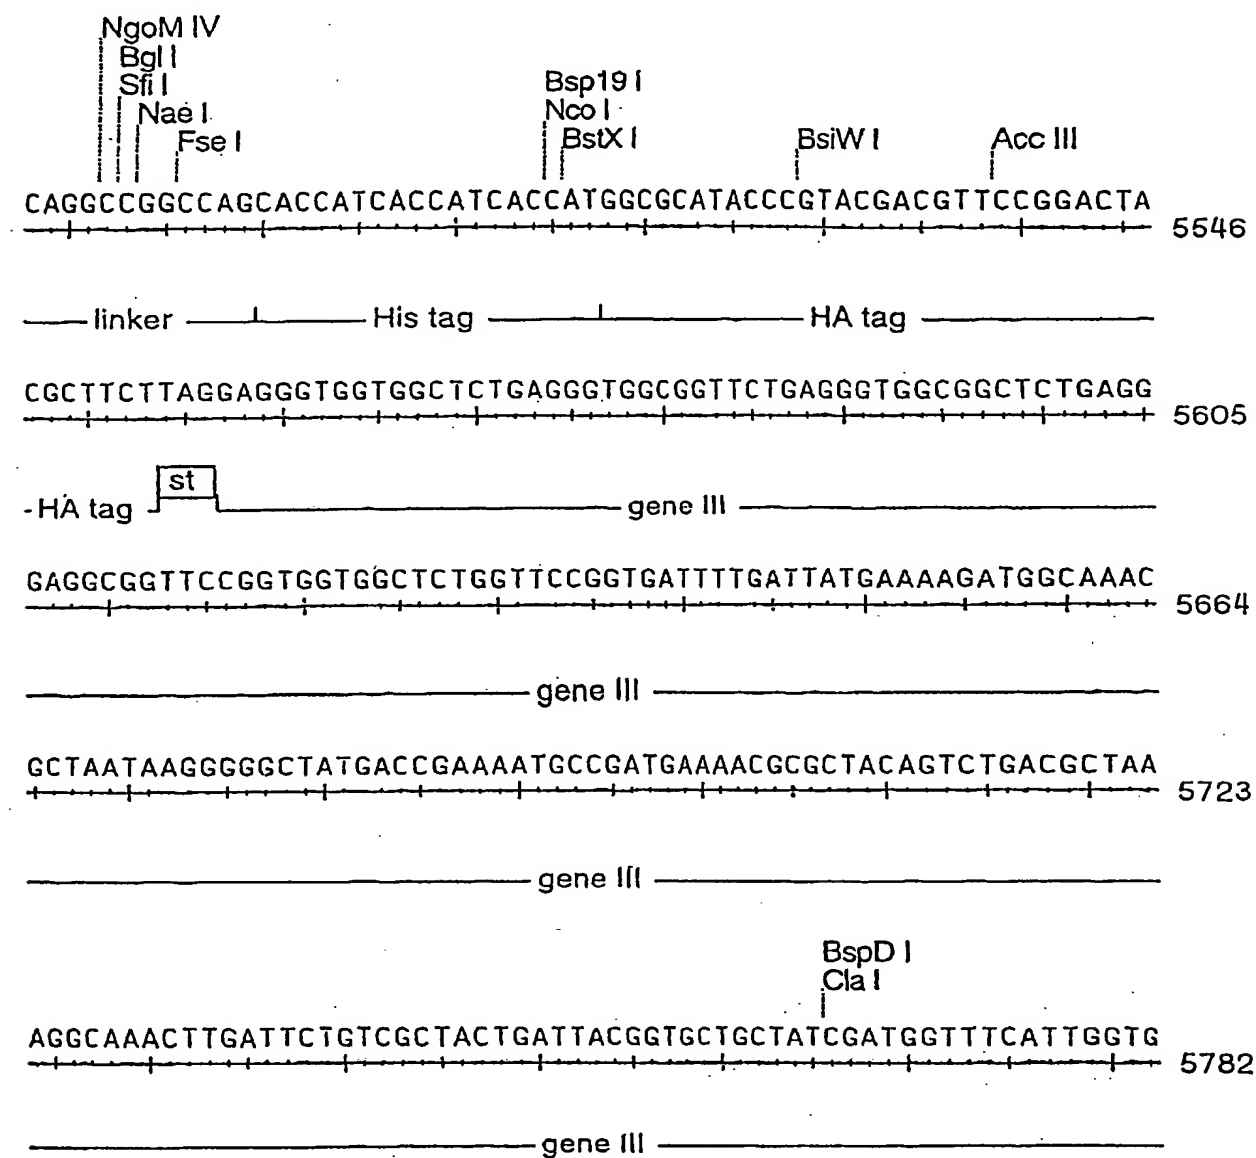 NgoM IV
Bgl I
Sfi I
Nae I
Fse I
Bsp19 I
Nco I
BstX I
BsiW I
Acc III
CAGGCCGGCCAGCACCATCACCATCACCATGGCGCATACCCGTACGACGTTCCGGACTA 5546
linker His tag HA tag
CGCTTCTTAGGAGGGTGGTGGCTCTGAGGGTGGCGGTTCTGAGGGTGGCGGCTCTGAGG 5605
-HA tag st gene III
GAGGCGGTTCCGGTGGTGGCTCTGGTTCCGGTGATTTTGATTATGAAAAGATGGCAAAC 5664
gene III
GCTAATAAGGGGGCTATGACCGAAAATGCCGATGAAAACGCGCTACAGTCTGACGCTAA 5723
gene III
BspD I
Cla I
AGGCAAACTTGATTCTGTCGCTACTGATTACGGTGCTGCTATCGATGGTTTCATTGGTG 5782
gene III